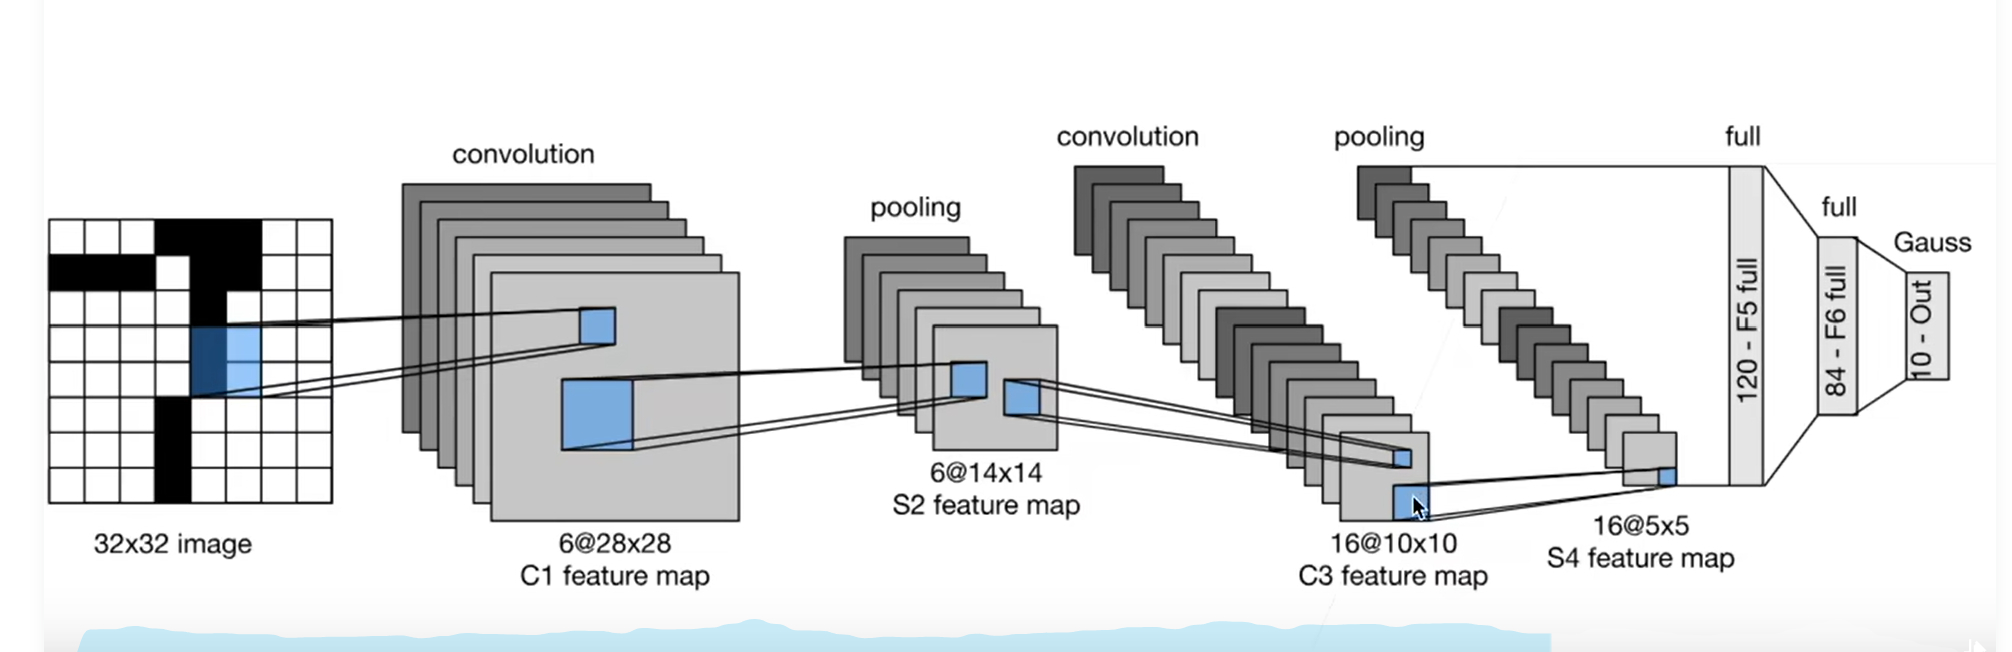 convolution
pooling
convolution
pooling
full
full
Gauss
120 - F5 full
84 - F6 full
10 - Out
32x32 image
6@28x28
C1 feature map
6@14x14
S2 feature map
16@10x10
C3 feature map
16@5x5
S4 feature map